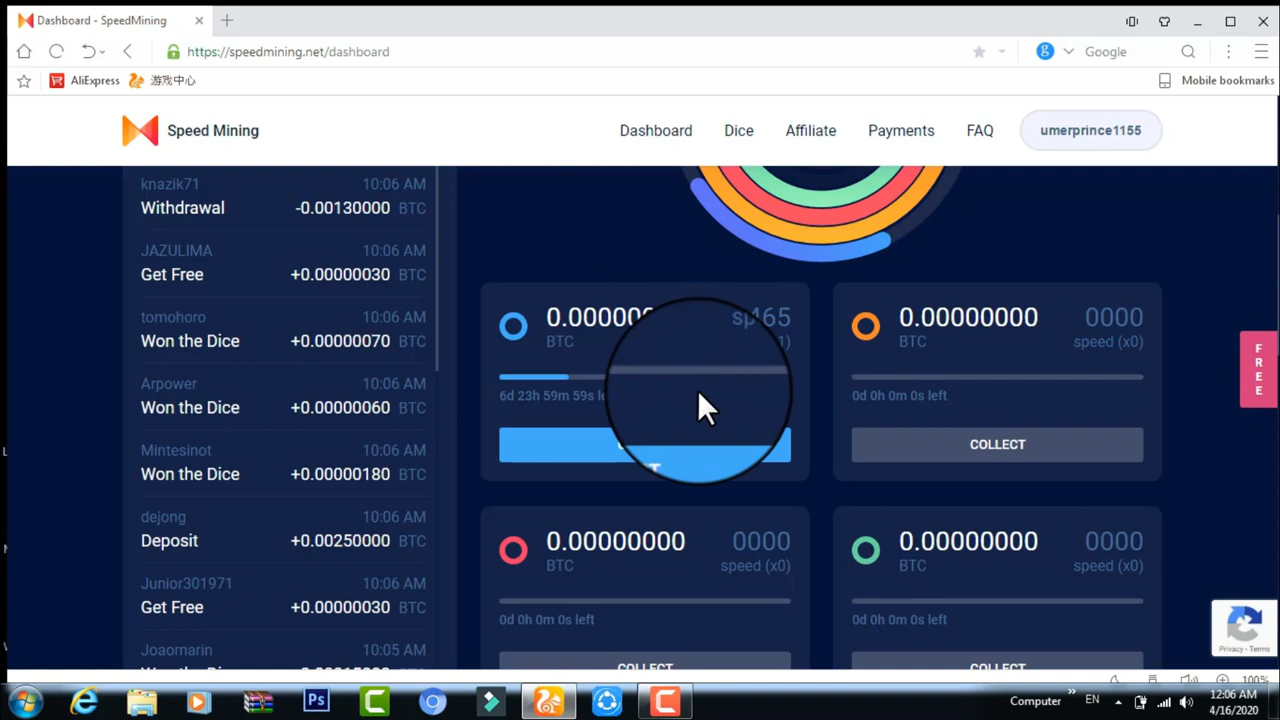 Dashboard - SpeedMining
https://speedmining.net/dashboard
Google
AliExpress
游戏中心
Mobile bookmarks
Speed Mining
Dashboard
Dice
Affiliate
Payments
FAQ
umerprince1155
knazik71 10:06 AM
Withdrawal -0.00130000 BTC
JAZULIMA 10:06 AM
Get Free +0.00000030 BTC
tomohoro 10:06 AM
Won the Dice +0.00000070 BTC
Arpower 10:06 AM
Won the Dice +0.00000060 BTC
Mintesinot 10:06 AM
Won the Dice +0.00000180 BTC
dejong 10:06 AM
Deposit +0.00250000 BTC
Junior301971 10:06 AM
Get Free +0.00000030 BTC
Joaomarin 10:05 AM
BTC
6d 23h 59m 59s
0.00000000 0000
BTC speed (x0)
0d 0h 0m 0s left
COLLECT
0.00000000 0000
BTC speed (x0)
0d 0h 0m 0s left
COLLECT
0.00000000 0000
BTC speed (x0)
0d 0h 0m 0s left
COLLECT
FREE
Privacy - Terms
100%
Ps
Computer
EN
12:06 AM
4/16/2020